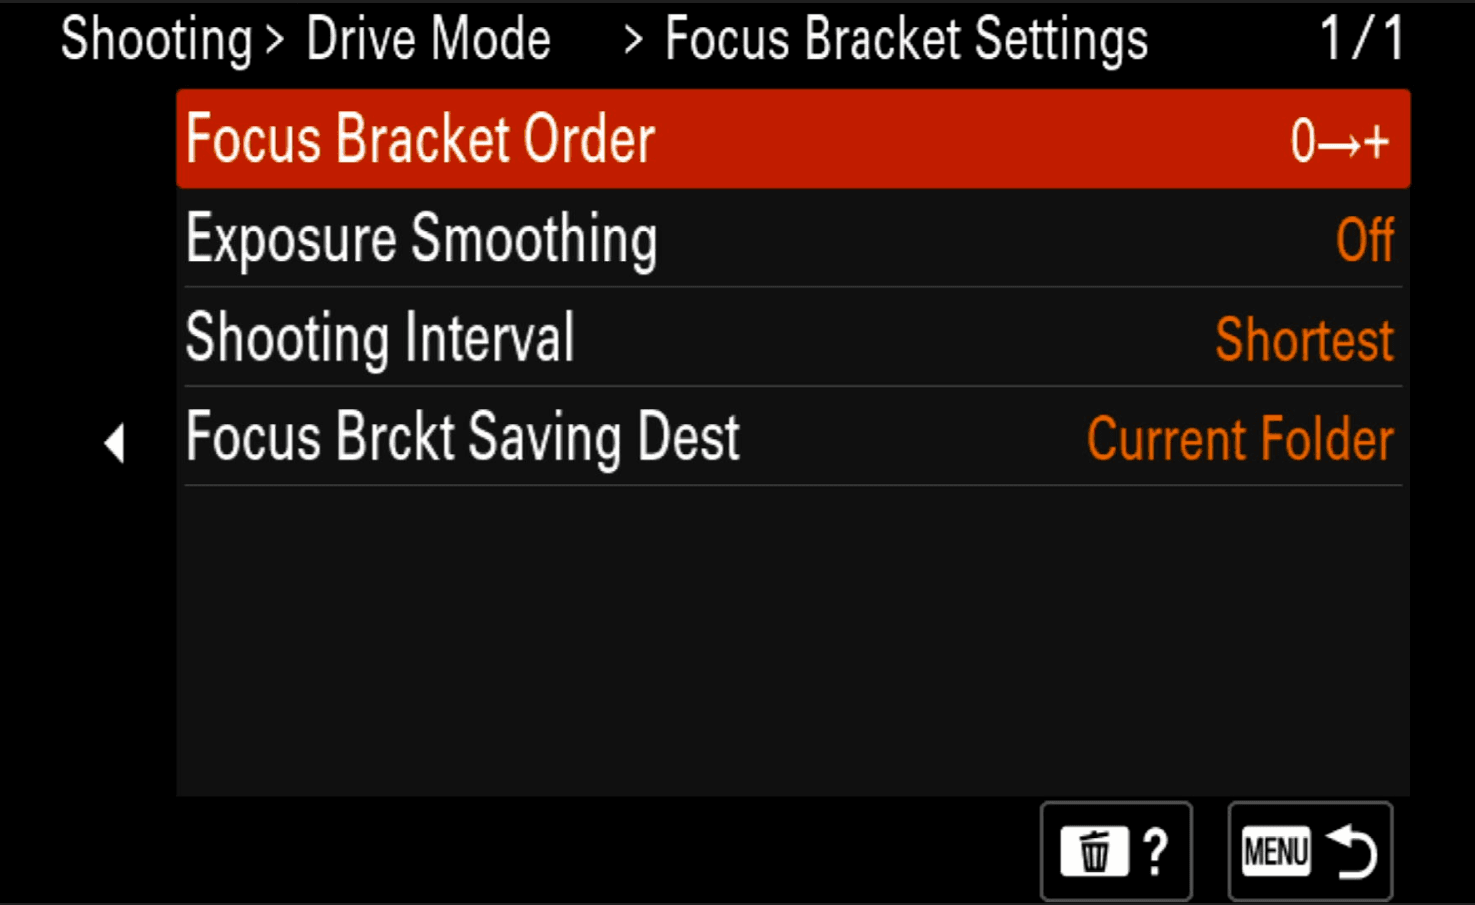 Shooting > Drive Mode > Focus Bracket Settings 1/1
Focus Bracket Order 0→+
Exposure Smoothing Off
Shooting Interval Shortest
Focus Brckt Saving Dest Current Folder
? MENU